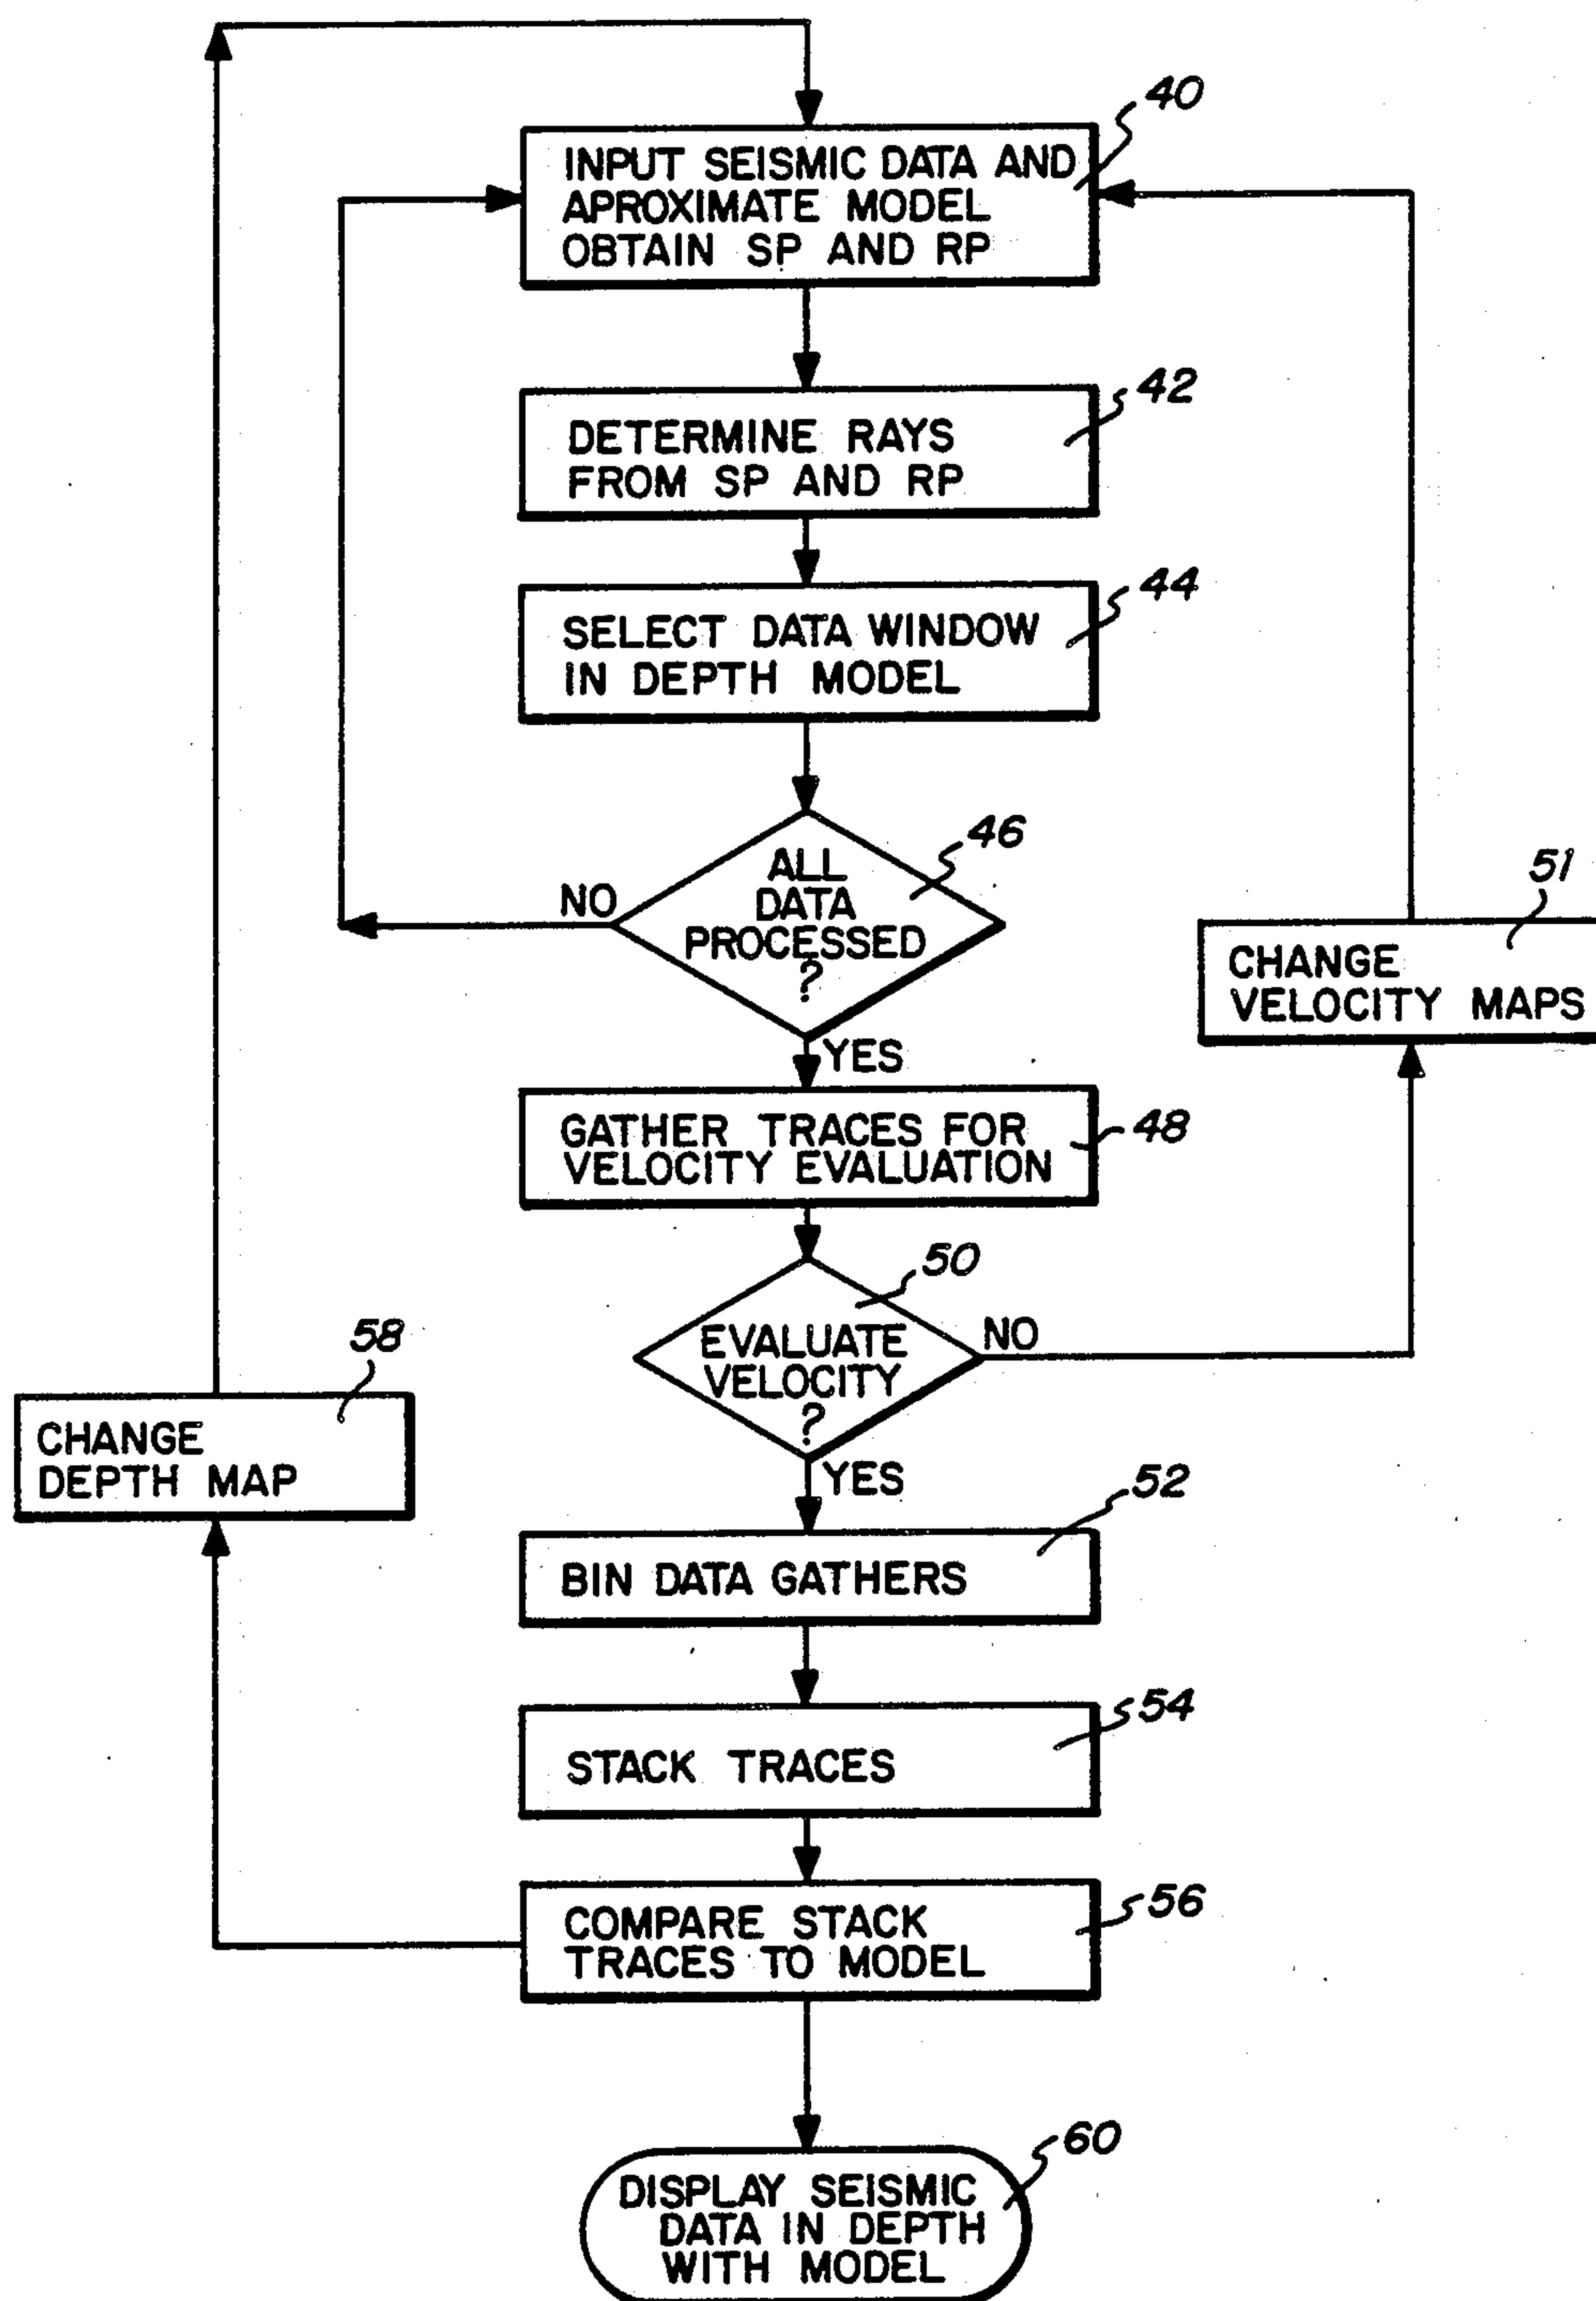 40
INPUT SEISMIC DATA AND
APROXIMATE MODEL
OBTAIN SP AND RP
42
DETERMINE RAYS
FROM SP AND RP
44
SELECT DATA WINDOW
IN DEPTH MODEL
46
ALL
DATA
PROCESSED
?
NO
YES
51
CHANGE
VELOCITY MAPS
48
GATHER TRACES FOR
VELOCITY EVALUATION
50
EVALUATE
VELOCITY
?
NO
YES
58
CHANGE
DEPTH MAP
52
BIN DATA GATHERS
54
STACK TRACES
56
COMPARE STACK
TRACES TO MODEL
60
DISPLAY SEISMIC
DATA IN DEPTH
WITH MODEL